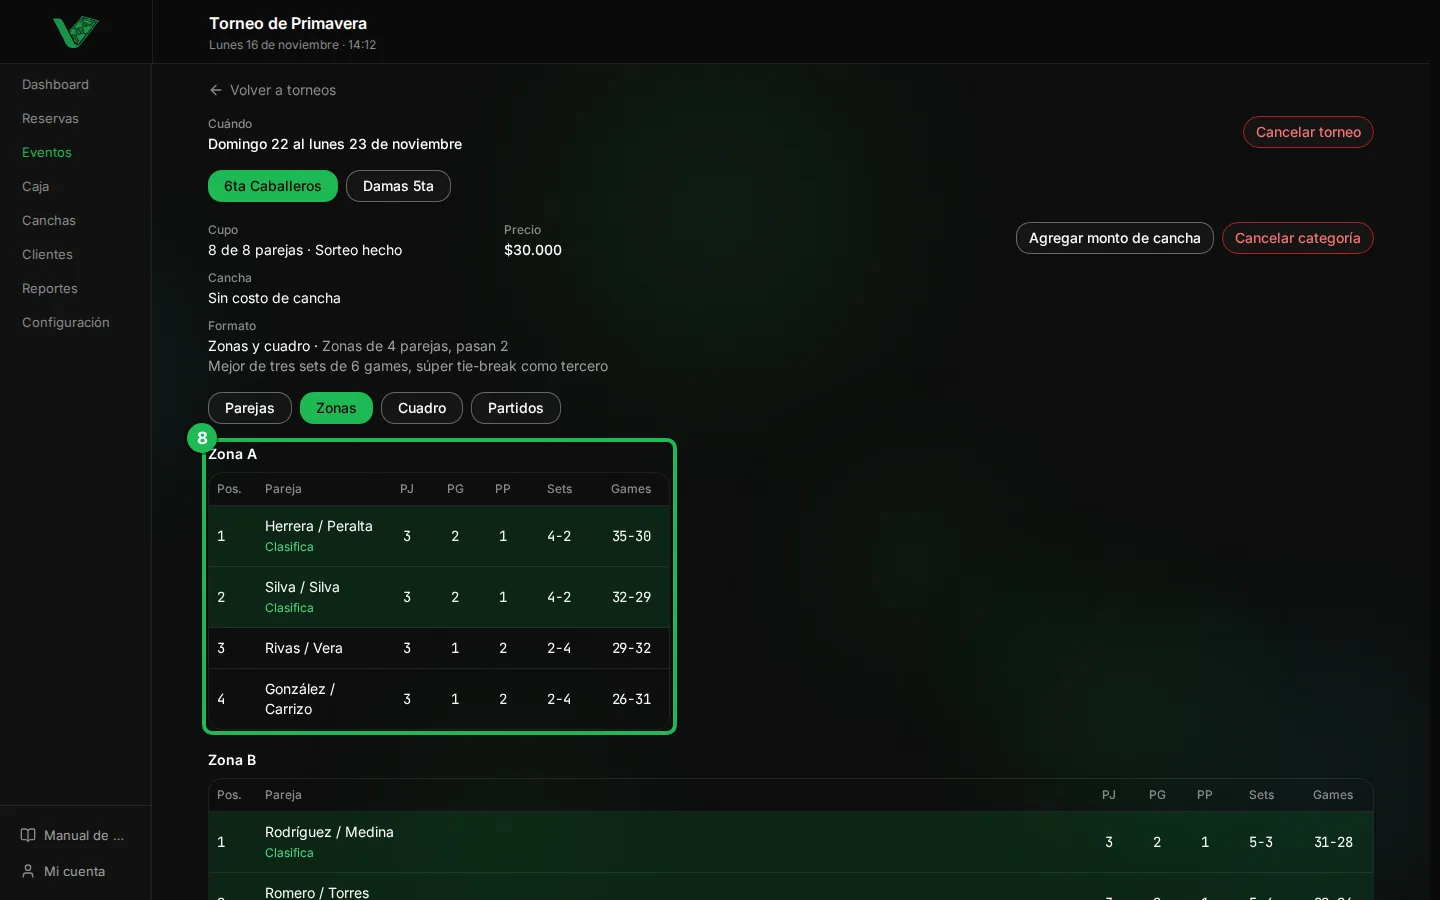 Torneo de Primavera
Lunes 16 de noviembre · 14:12
Dashboard
Reservas
Eventos
Caja
Canchas
Clientes
Reportes
Configuración
Manual de ...
Mi cuenta
Volver a torneos
Cuándo
Domingo 22 al lunes 23 de noviembre
Cancelar torneo
6ta Caballeros Damas 5ta
Cupo Precio
8 de 8 parejas · Sorteo hecho $30.000
Agregar monto de cancha Cancelar categoría
Cancha
Sin costo de cancha
Formato
Zonas y cuadro · Zonas de 4 parejas, pasan 2
Mejor de tres sets de 6 games, súper tie-break como tercero
Parejas Zonas Cuadro Partidos
8
Zona A
Pos. Pareja PJ PG PP Sets Games
1 Herrera / Peralta 3 2 1 4-2 35-30
Clasifica
2 Silva / Silva 3 2 1 4-2 32-29
Clasifica
3 Rivas / Vera 3 1 2 2-4 29-32
4 González / Carrizo 3 1 2 2-4 26-31
Zona B
Pos. Pareja PJ PG PP Sets Games
1 Rodríguez / Medina 3 2 1 5-3 31-28
Clasifica
Romero / Torres